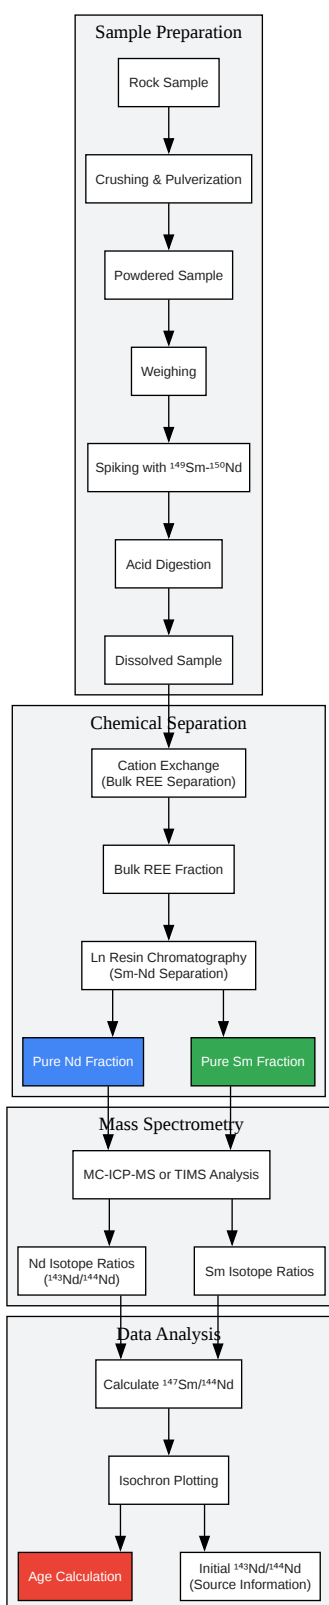 Sample Preparation
Rock Sample
Crushing & Pulverization
Powdered Sample
Weighing
Spiking with ¹⁴⁹Sm-¹⁵⁰Nd
Acid Digestion
Dissolved Sample
Chemical Separation
Cation Exchange
(Bulk REE Separation)
Bulk REE Fraction
Ln Resin Chromatography
(Sm-Nd Separation)
Pure Nd Fraction
Pure Sm Fraction
Mass Spectrometry
MC-ICP-MS or TIMS Analysis
Nd Isotope Ratios
(¹⁴³Nd/¹⁴⁴Nd)
Sm Isotope Ratios
Data Analysis
Calculate ¹⁴⁷Sm/¹⁴⁴Nd
Isochron Plotting
Age Calculation
Initial ¹⁴³Nd/¹⁴⁴Nd
(Source Information)